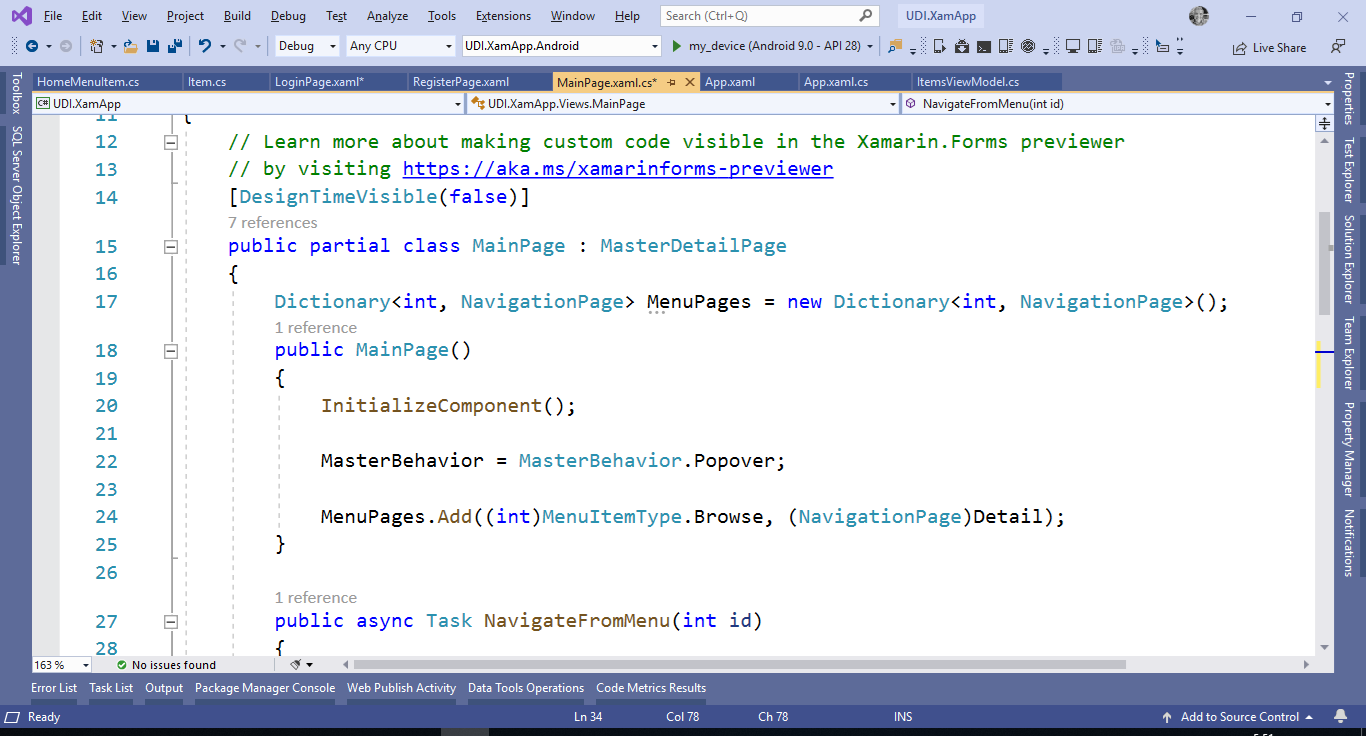 File Edit View Project Build Debug Test Analyze Tools Extensions Window Help Search (Ctrl+Q) UDI.XamApp
Debug Any CPU UDI.XamApp.Android my_device (Android 9.0 - API 28) Live Share
HomeMenuItem.cs Item.cs LoginPage.xaml* RegisterPage.xaml MainPage.xaml.cs* App.xaml App.xaml.cs ItemsViewModel.cs
C# UDI.XamApp UDI.XamApp.Views.MainPage NavigateFromMenu(int id)
Toolbox
SQL Server Object Explorer
11 {
12 // Learn more about making custom code visible in the Xamarin.Forms previewer
13 // by visiting https://aka.ms/xamarinforms-previewer
14 [DesignTimeVisible(false)]
7 references
15 public partial class MainPage : MasterDetailPage
16 {
17 Dictionary<int, NavigationPage> MenuPages = new Dictionary<int, NavigationPage>();
1 reference
18 public MainPage()
19 {
20 InitializeComponent();
21
22 MasterBehavior = MasterBehavior.Popover;
23
24 MenuPages.Add((int)MenuItemType.Browse, (NavigationPage)Detail);
25 }
26
1 reference
27 public async Task NavigateFromMenu(int id)
28 {
Properties
Test Explorer
Solution Explorer
Team Explorer
Property Manager
Notifications
163 % No issues found
Error List Task List Output Package Manager Console Web Publish Activity Data Tools Operations Code Metrics Results
Ready Ln 34 Col 78 Ch 78 INS Add to Source Control